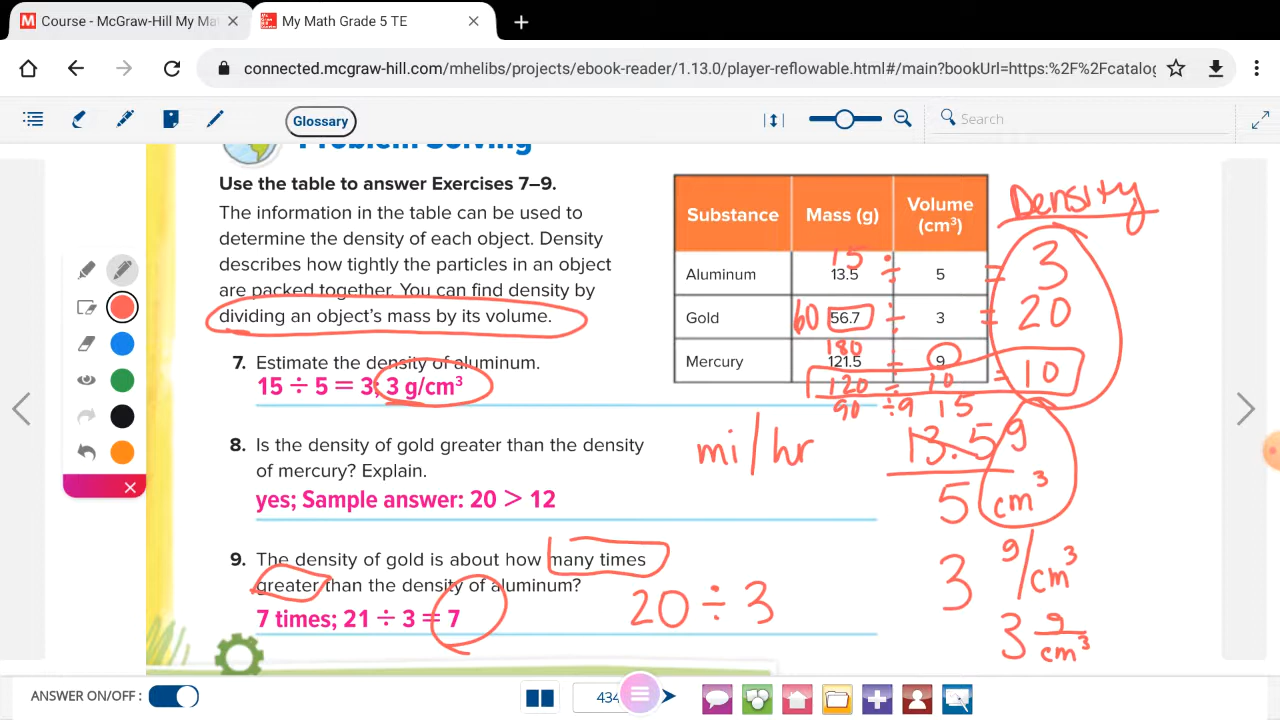 Course - McGraw-Hill My Mat
My Math Grade 5 TE
connected.mcgraw-hill.com/mhelibs/projects/ebook-reader/1.13.0/player-reflowable.html#/main?bookUrl=https:%2F%2Fcatalog
Glossary
Search
Problem Solving
Use the table to answer Exercises 7–9.
The information in the table can be used to
determine the density of each object. Density
describes how tightly the particles in an object
are packed together. You can find density by
dividing an object's mass by its volume.
Substance Mass (g) Volume (cm³) Density
15
Aluminum 13.5 ÷ 5 = 3
Gold 60 56.7 ÷ 3 = 20
180
Mercury 121.5 ÷ 9
120 ÷ 10 = 10
90 ÷9 15
7. Estimate the density of aluminum.
15 ÷ 5 = 3; 3 g/cm³
8. Is the density of gold greater than the density
of mercury? Explain.
yes; Sample answer: 20 > 12
mi/hr
13.5 g
5 cm³
9. The density of gold is about how many times
greater than the density of aluminum?
7 times; 21 ÷ 3 = 7
20 ÷ 3
3 g/cm³
3 g
cm³
ANSWER ON/OFF :
434